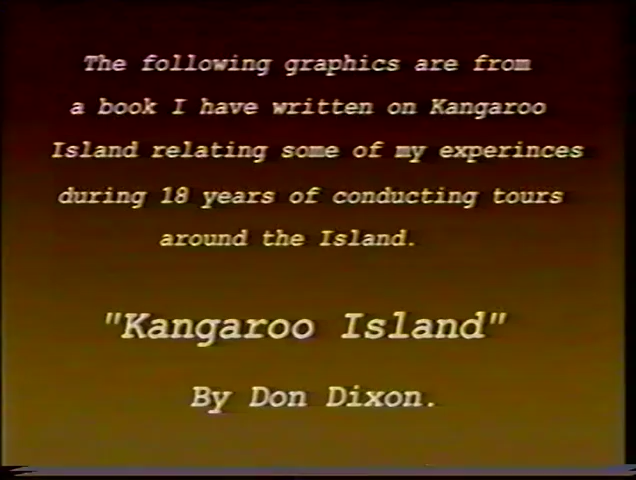 The following graphics are from
a book I have written on Kangaroo
Island relating some of my experinces
during 18 years of conducting tours
around the Island.
"Kangaroo Island"
By Don Dixon.